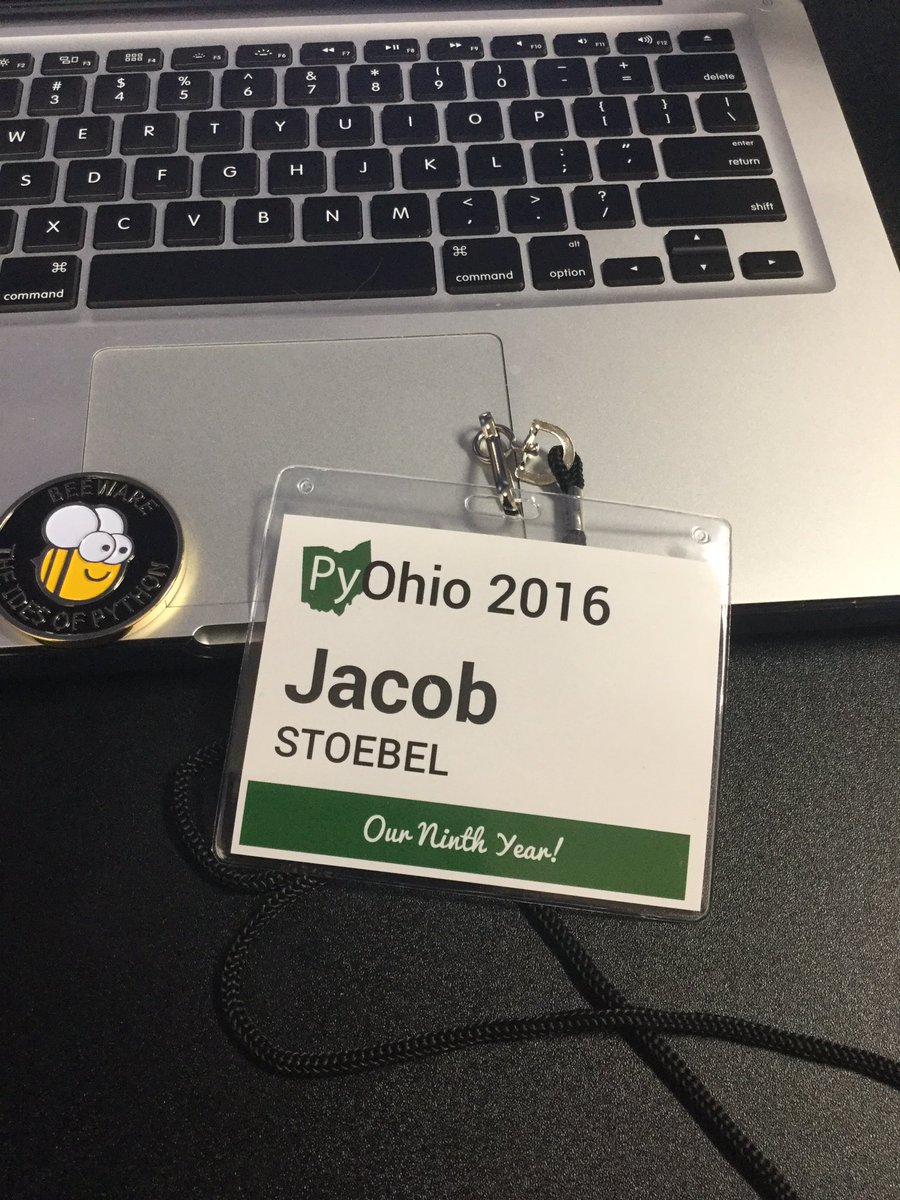 F2 F3 F4 F5 F6 F7 F8 F9 F10 F11 F12
# $ % ^ & * ( ) _ +
3 4 5 6 7 8 9 0 - = delete
W E R T Y U I O P { [ } ] | \
S D F G H J K L : ; " ' enter return
X C V B N M < , > . ? / shift
⌘ command ⌘ command alt option
BEEWARE
THE IDES OF PYTHON
PyOhio 2016
Jacob
STOEBEL
Our Ninth Year!